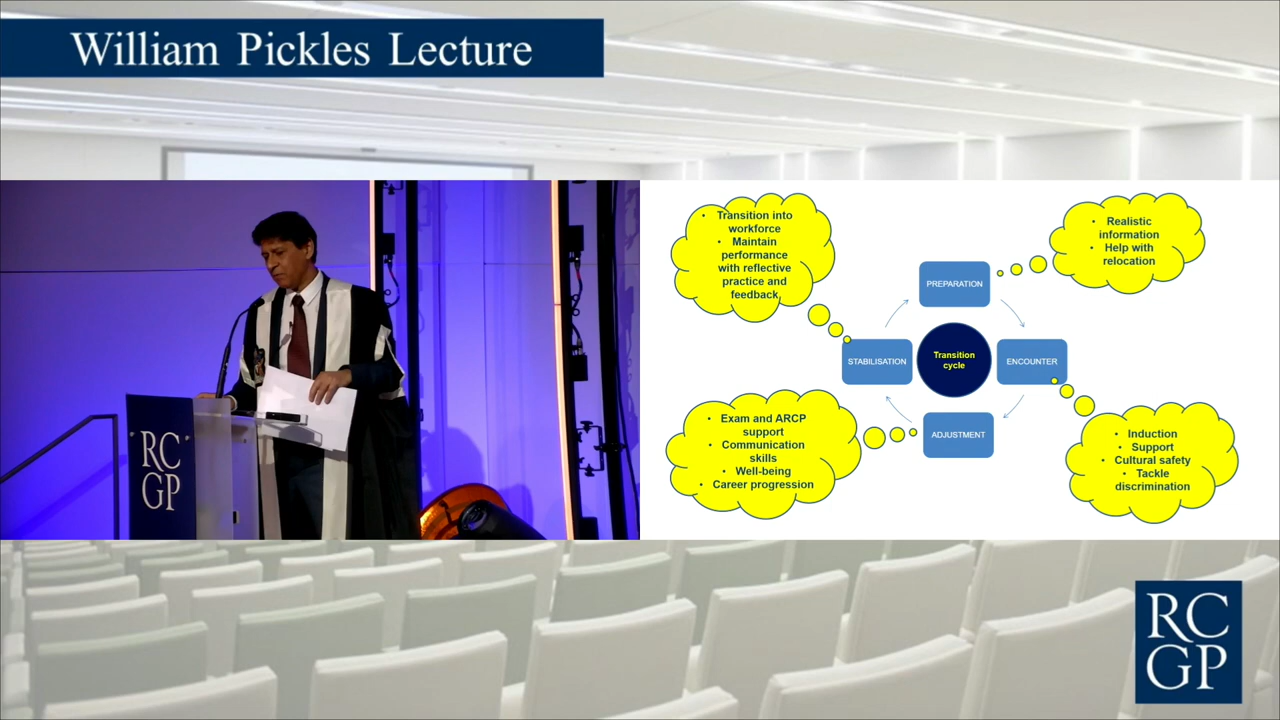 William Pickles Lecture
RC
GP
• Transition into
workforce
• Maintain
performance
with reflective
practice and
feedback
• Realistic
information
• Help with
relocation
PREPARATION
STABILISATION
Transition
cycle
ENCOUNTER
ADJUSTMENT
• Exam and ARCP
support
• Communication
skills
• Well-being
• Career progression
• Induction
• Support
• Cultural safety
• Tackle
discrimination
RC
GP